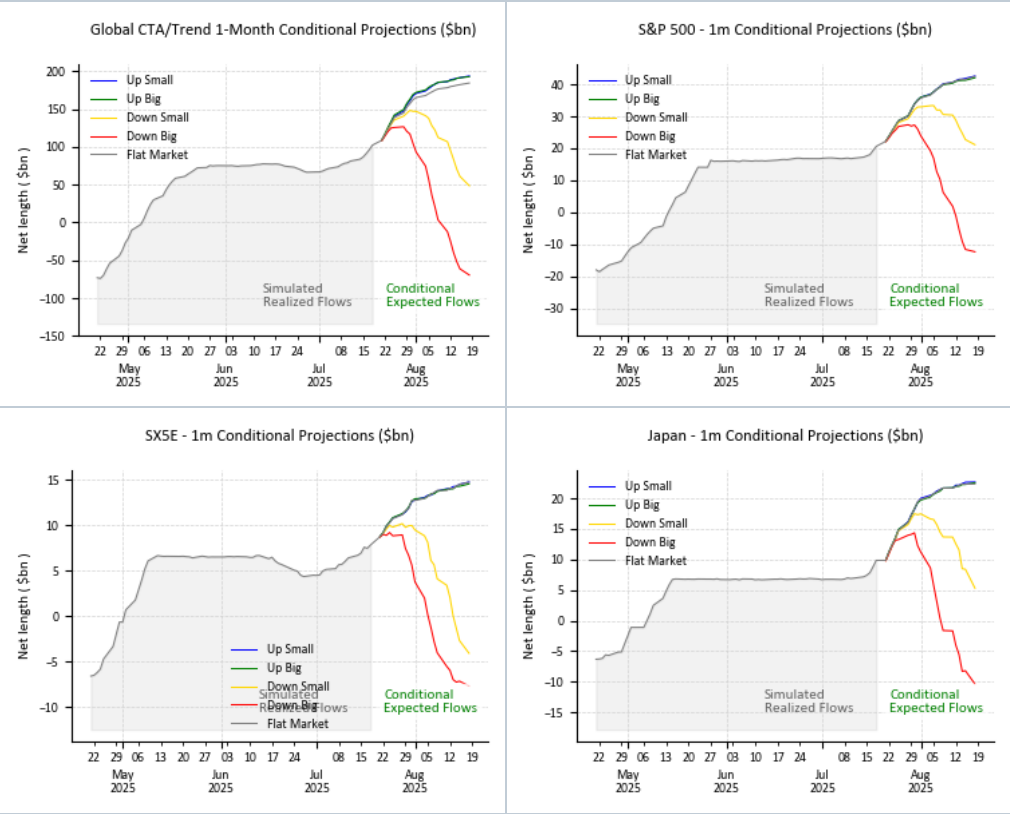 Global CTA/Trend 1-Month Conditional Projections ($bn)
Net length ( $bn)
200
150
100
50
0
−50
−100
−150
Up Small
Up Big
Down Small
Down Big
Flat Market
Simulated
Realized Flows
Conditional
Expected Flows
22 29 06 13 20 27 03 10 17 24 08 15 22 29 05 12 19
May Jun Jul Aug
2025 2025 2025 2025
S&P 500 - 1m Conditional Projections ($bn)
Net length ( $bn)
40
30
20
10
0
−10
−20
−30
Up Small
Up Big
Down Small
Down Big
Flat Market
Simulated
Realized Flows
Conditional
Expected Flows
22 29 06 13 20 27 03 10 17 24 08 15 22 29 05 12 19
May Jun Jul Aug
2025 2025 2025 2025
SX5E - 1m Conditional Projections ($bn)
Net length ( $bn)
15
10
5
0
−5
−10
Up Small
Up Big
Down Small
Down Big
Flat Market
Simulated
Realized Flows
Conditional
Expected Flows
22 29 06 13 20 27 03 10 17 24 08 15 22 29 05 12 19
May Jun Jul Aug
2025 2025 2025 2025
Japan - 1m Conditional Projections ($bn)
Net length ( $bn)
20
15
10
5
0
−5
−10
−15
Up Small
Up Big
Down Small
Down Big
Flat Market
Simulated
Realized Flows
Conditional
Expected Flows
22 29 06 13 20 27 03 10 17 24 08 15 22 29 05 12 19
May Jun Jul Aug
2025 2025 2025 2025